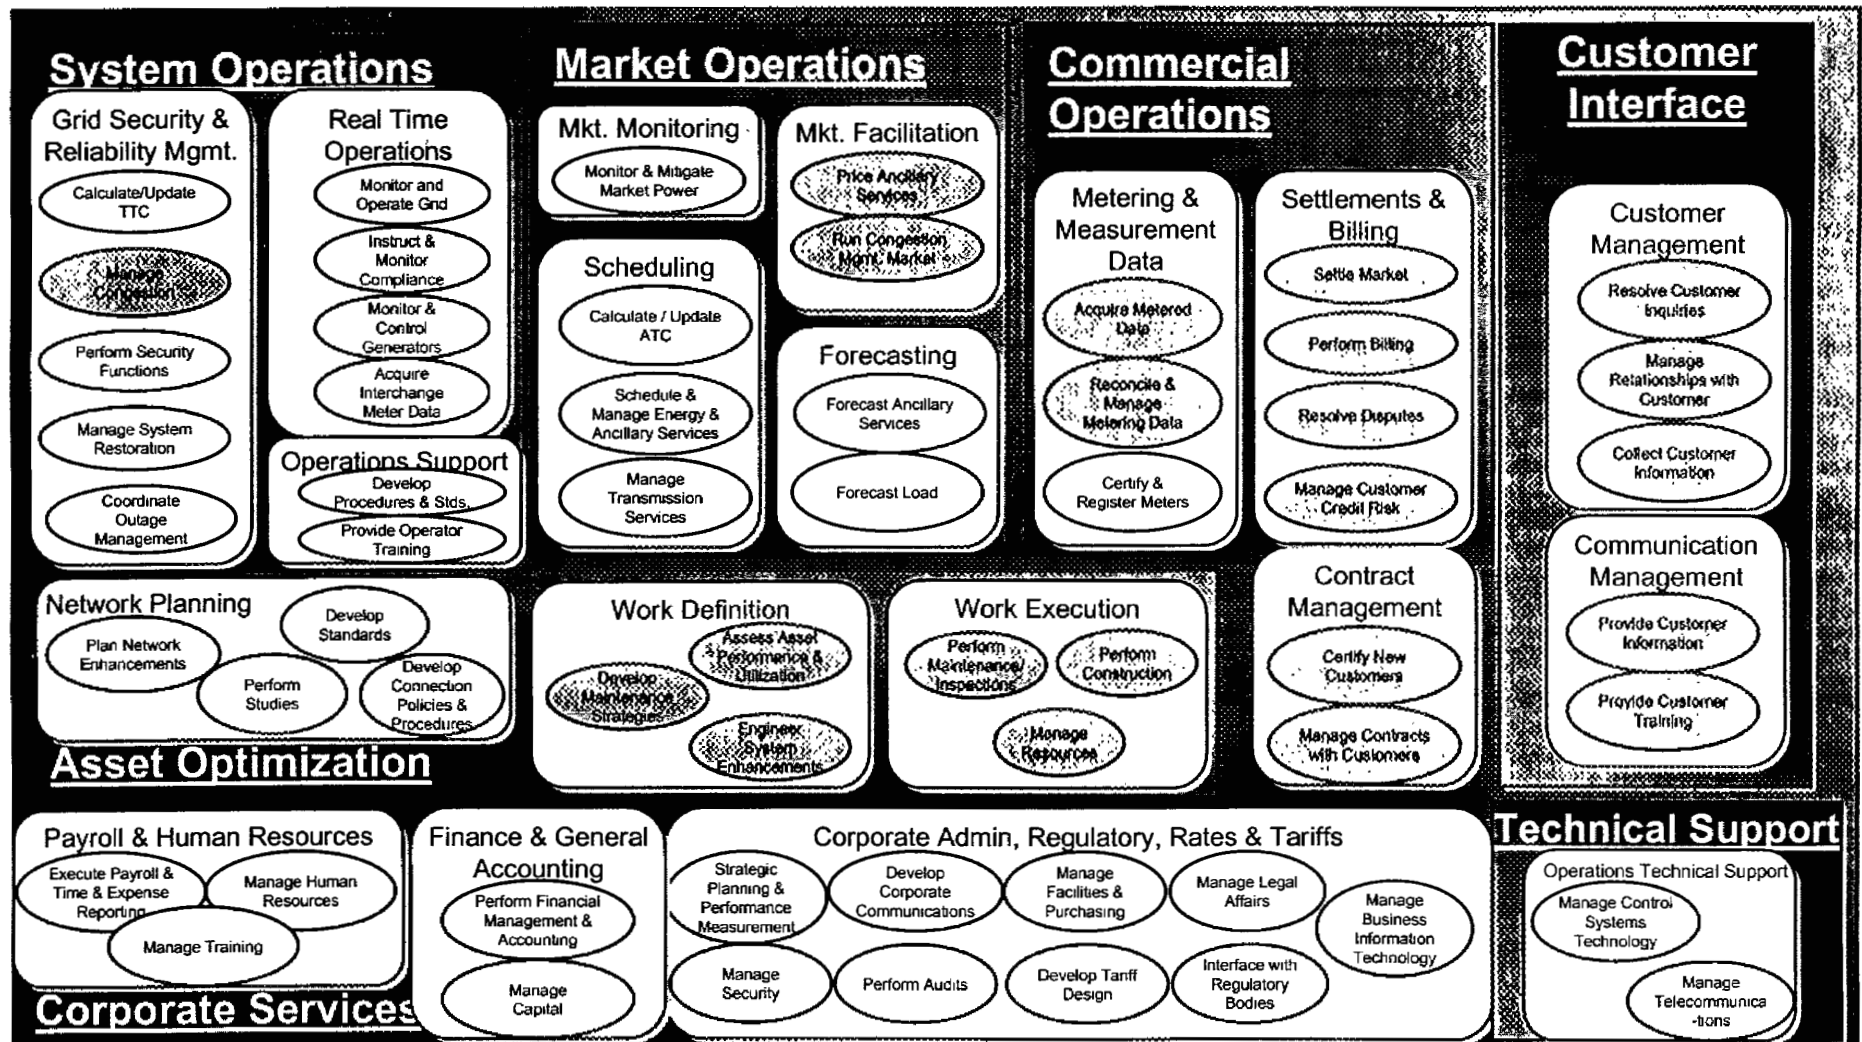 System Operations
Grid Security &
Reliability Mgmt.
Calculate/Update
TTC
Manage
Congestion
Perform Security
Functions
Manage System
Restoration
Coordinate
Outage
Management
Real Time
Operations
Monitor and
Operate Grid
Instruct &
Monitor
Compliance
Monitor &
Control
Generators
Acquire
Interchange
Meter Data
Operations Support
Develop
Procedures & Stds.
Provide Operator
Training
Market Operations
Mkt. Monitoring
Monitor & Mitigate
Market Power
Scheduling
Calculate / Update
ATC
Schedule &
Manage Energy &
Ancillary Services
Manage
Transmission
Services
Mkt. Facilitation
Price Ancillary
Services
Run Congestion
Mgmt. Market
Forecasting
Forecast Ancillary
Services
Forecast Load
Commercial
Operations
Metering &
Measurement
Data
Acquire Metered
Data
Reconcile &
Manage
Metering Data
Certify &
Register Meters
Settlements &
Billing
Settle Market
Perform Billing
Resolve Disputes
Manage Customer
Credit Risk
Contract
Management
Certify New
Customers
Manage Contracts
with Customers
Customer
Interface
Customer
Management
Resolve Customer
Inquiries
Manage
Relationships with
Customer
Collect Customer
Information
Communication
Management
Provide Customer
Information
Provide Customer
Training
Network Planning
Plan Network
Enhancements
Develop
Standards
Perform
Studies
Develop
Connection
Policies &
Procedures
Asset Optimization
Work Definition
Assess Asset
Performance &
Utilization
Develop
Maintenance
Strategies
Engineer
System
Enhancements
Work Execution
Perform
Maintenance/
Inspections
Perform
Construction
Manage
Resources
Payroll & Human Resources
Execute Payroll &
Time & Expense
Reporting
Manage Human
Resources
Manage Training
Corporate Services
Finance & General
Accounting
Perform Financial
Management &
Accounting
Manage
Capital
Corporate Admin, Regulatory, Rates & Tariffs
Strategic
Planning &
Performance
Measurement
Develop
Corporate
Communications
Manage
Facilities &
Purchasing
Manage Legal
Affairs
Manage
Business
Information
Technology
Manage
Security
Perform Audits
Develop Tariff
Design
Interface with
Regulatory
Bodies
Technical Support
Operations Technical Support
Manage Control
Systems
Technology
Manage
Telecommunica
-tions